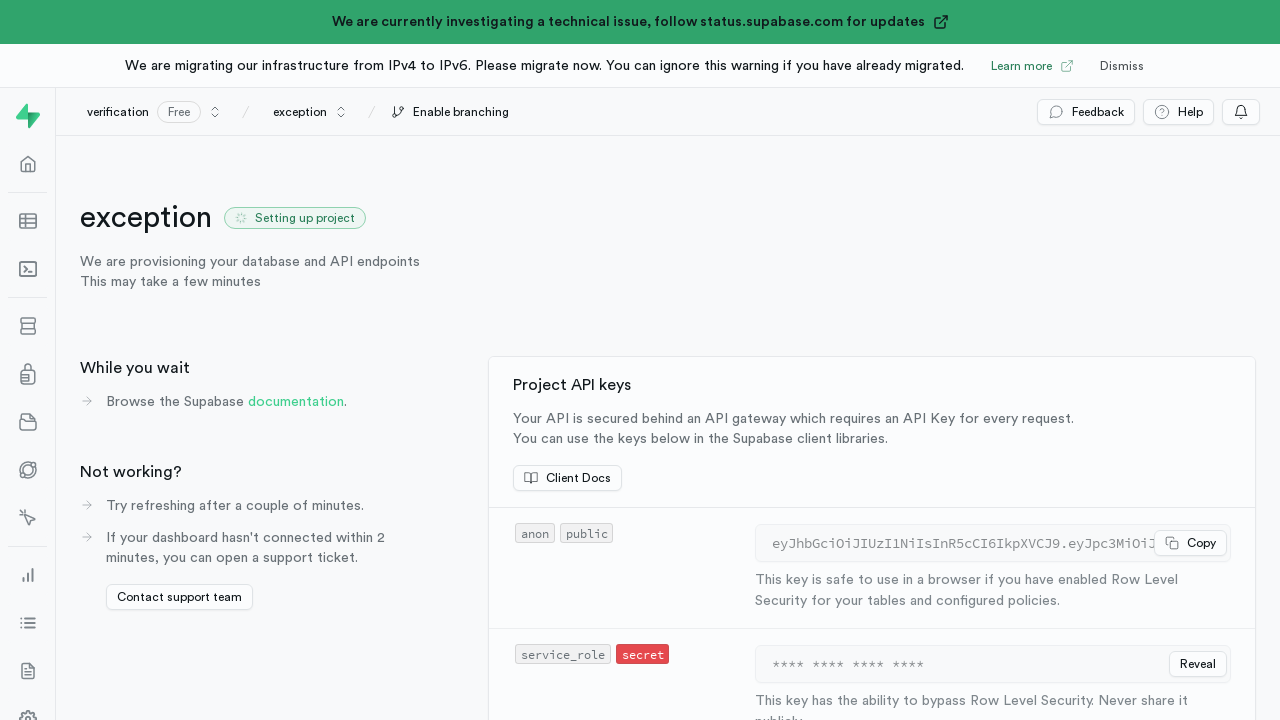 We are currently investigating a technical issue, follow status.supabase.com for updates
We are migrating our infrastructure from IPv4 to IPv6. Please migrate now. You can ignore this warning if you have already migrated. Learn more Dismiss
verification Free / exception / Enable branching Feedback Help
exception Setting up project
We are provisioning your database and API endpoints
This may take a few minutes
While you wait
Browse the Supabase documentation.
Not working?
Try refreshing after a couple of minutes.
If your dashboard hasn't connected within 2
minutes, you can open a support ticket.
Contact support team
Project API keys
Your API is secured behind an API gateway which requires an API Key for every request.
You can use the keys below in the Supabase client libraries.
Client Docs
anon public eyJhbGciOiJIUzI1NiIsInR5cCI6IkpXVCJ9.eyJpc3MiOiJ Copy
This key is safe to use in a browser if you have enabled Row Level
Security for your tables and configured policies.
service_role secret **** **** **** **** Reveal
This key has the ability to bypass Row Level Security. Never share it
publicly.